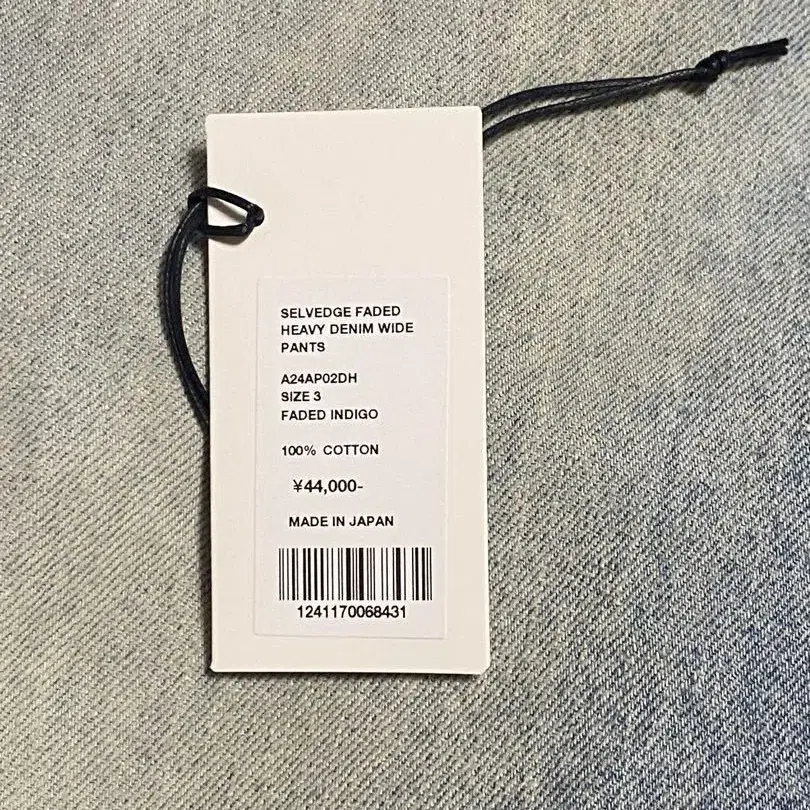 SELVEDGE FADED
HEAVY DENIM WIDE
PANTS
A24AP02DH
SIZE 3
FADED INDIGO
100% COTTON
¥44,000-
MADE IN JAPAN
1241170068431